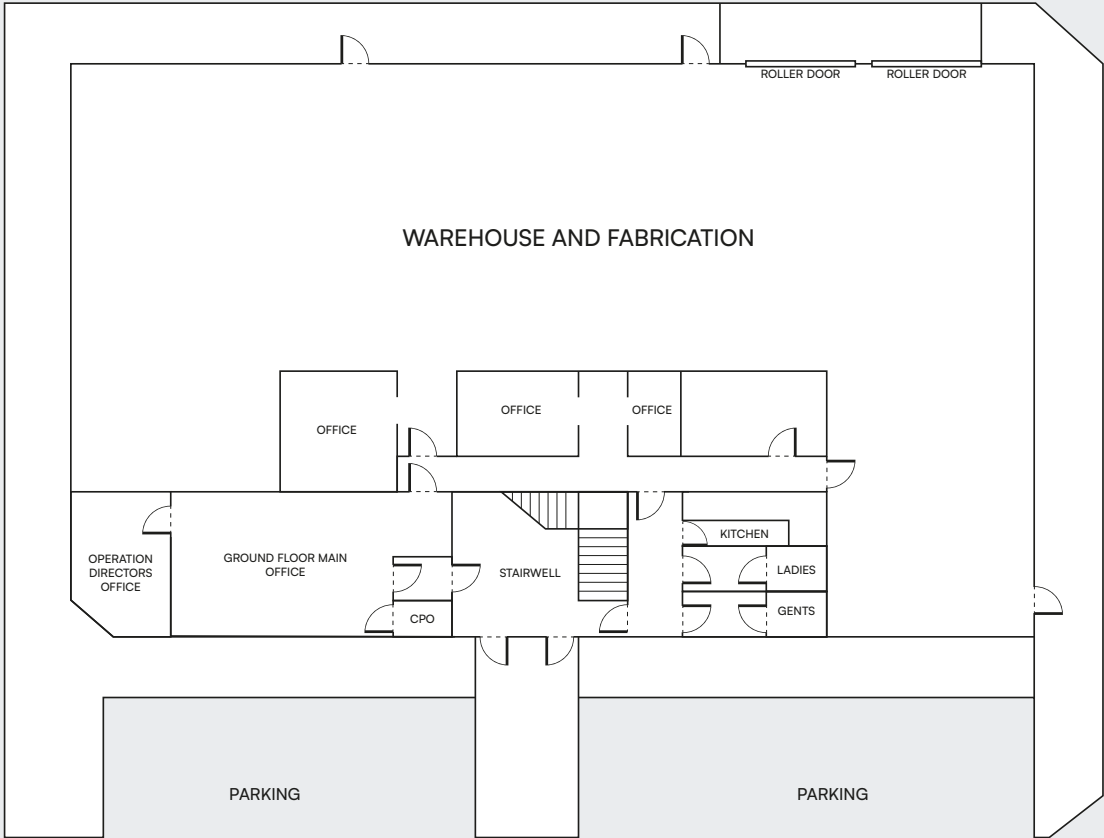 ROLLER DOOR
ROLLER DOOR
WAREHOUSE AND FABRICATION
OFFICE
OFFICE
OFFICE
OPERATION
DIRECTORS
OFFICE
GROUND FLOOR MAIN
OFFICE
STAIRWELL
CPO
KITCHEN
LADIES
GENTS
PARKING
PARKING